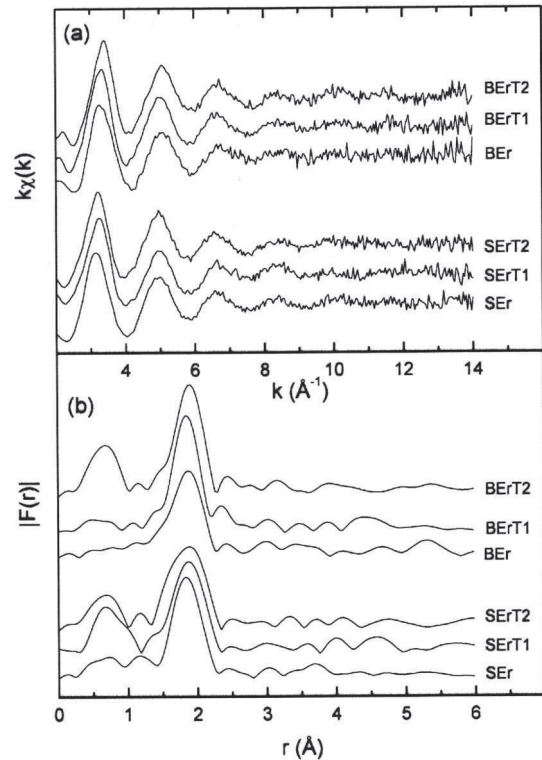 (a)
BErT2
BErT1
BEr
SErT2
SErT1
SEr
kχ(k)
4 6 8 10 12 14
k (Å⁻¹)
(b)
BErT2
BErT1
BEr
SErT2
SErT1
SEr
|F(r)|
0 1 2 3 4 5 6
r (Å)